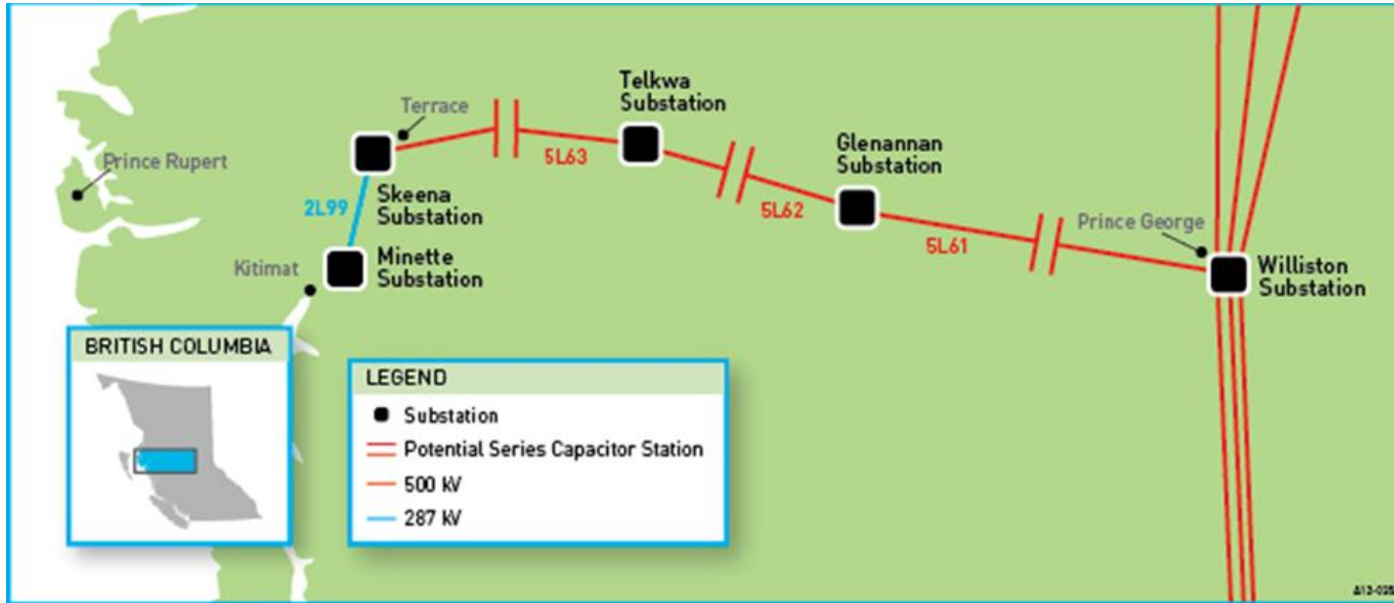 Telkwa
Substation
Terrace
Glenannan
Substation
Prince Rupert
5L63
Skeena
Substation
2L99
5L62
Prince George
5L61
Minette
Substation
Kitimat
Williston
Substation
BRITISH COLUMBIA
LEGEND
Substation
Potential Series Capacitor Station
500 kV
287 kV